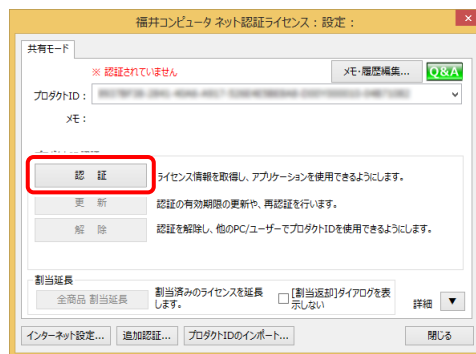 福井コンピュータ ネット認証ライセンス：設定：
共有モード
※ 認証されていません
メモ・履歴編集...
Q&A
プロダクトID：
メモ：
認 証
ライセンス情報を取得し、アプリケーションを使用できるようにします。
更 新
認証の有効期限の更新や、再認証を行います。
解 除
認証を解除し、他のPC/ユーザーでプロダクトIDを使用できるようにします。
割当延長
全商品 割当延長
割当済みのライセンスを延長
します。
[割当返却]ダイアログを表
示しない
詳細 ▼
インターネット設定...
追加認証...
プロダクトIDのインポート...
閉じる